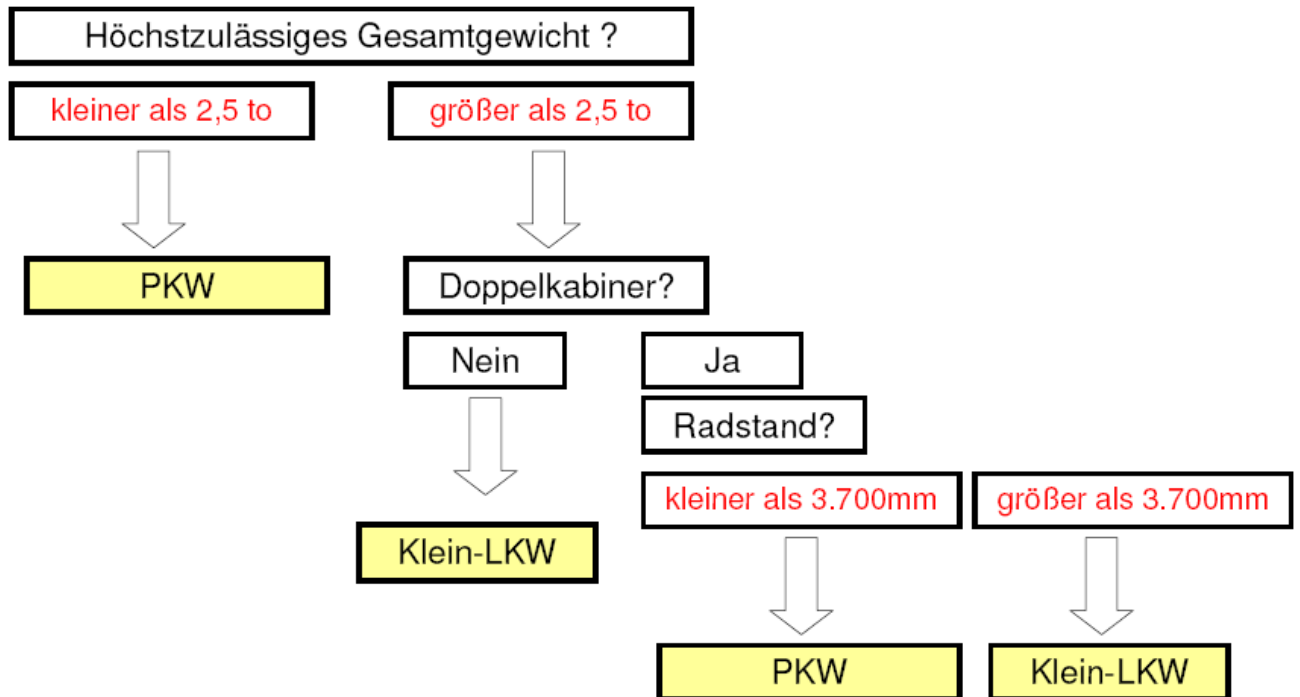 Höchstzulässiges Gesamtgewicht ?
kleiner als 2,5 to
größer als 2,5 to
PKW
Doppelkabiner?
Nein
Ja
Radstand?
kleiner als 3.700mm
größer als 3.700mm
Klein-LKW
PKW
Klein-LKW